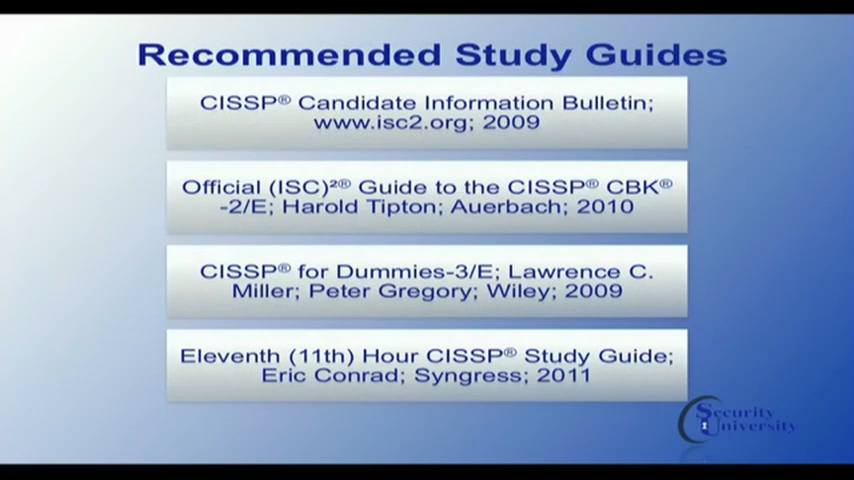 Recommended Study Guides
CISSP® Candidate Information Bulletin;
www.isc2.org; 2009
Official (ISC)²® Guide to the CISSP® CBK®
-2/E; Harold Tipton; Auerbach; 2010
CISSP® for Dummies-3/E; Lawrence C.
Miller; Peter Gregory; Wiley; 2009
Eleventh (11th) Hour CISSP® Study Guide;
Eric Conrad; Syngress; 2011
Security
University